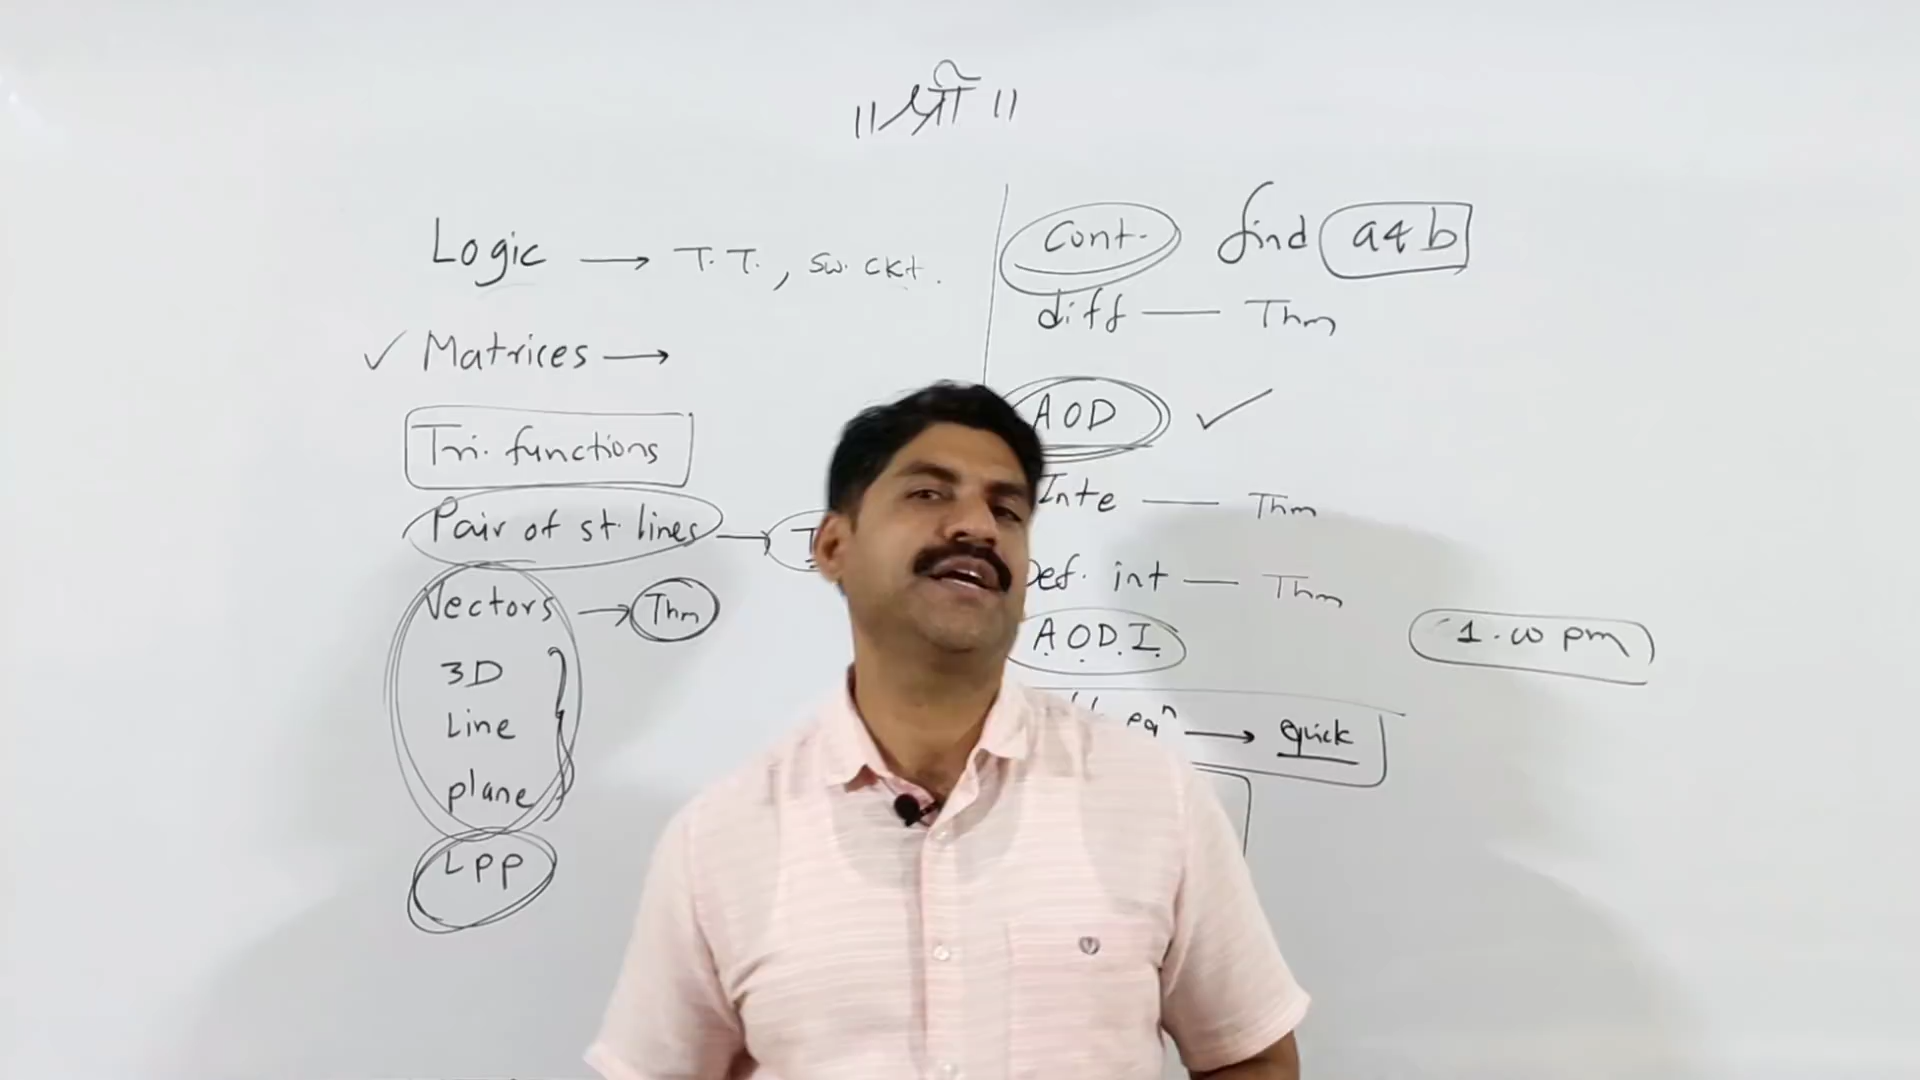 ॥ श्री ॥
Logic → T.T., sw. ckt.
✓ Matrices →
Tri. functions
Pair of st. lines →
Vectors → Thm
3D
Line
plane
LPP
Cont. find a & b
diff — Thm
AOD ✓
Inte — Thm
Def. int — Thm
A.O.D.I.
1.00 pm
eqⁿ → quick